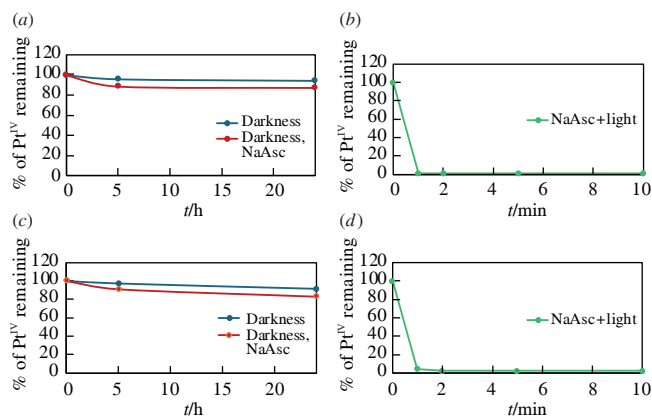 (a)
% of Pt^IV remaining
120
100
80
60
40
20
0
0 5 10 15 20
t/h
Darkness
Darkness,
NaAsc
(b)
% of Pt^IV remaining
120
100
80
60
40
20
0
0 2 4 6 8 10
t/min
NaAsc+light
(c)
% of Pt^IV remaining
120
100
80
60
40
20
0
0 5 10 15 20
t/h
Darkness
Darkness,
NaAsc
(d)
% of Pt^IV remaining
120
100
80
60
40
20
0
0 2 4 6 8 10
t/min
NaAsc+light